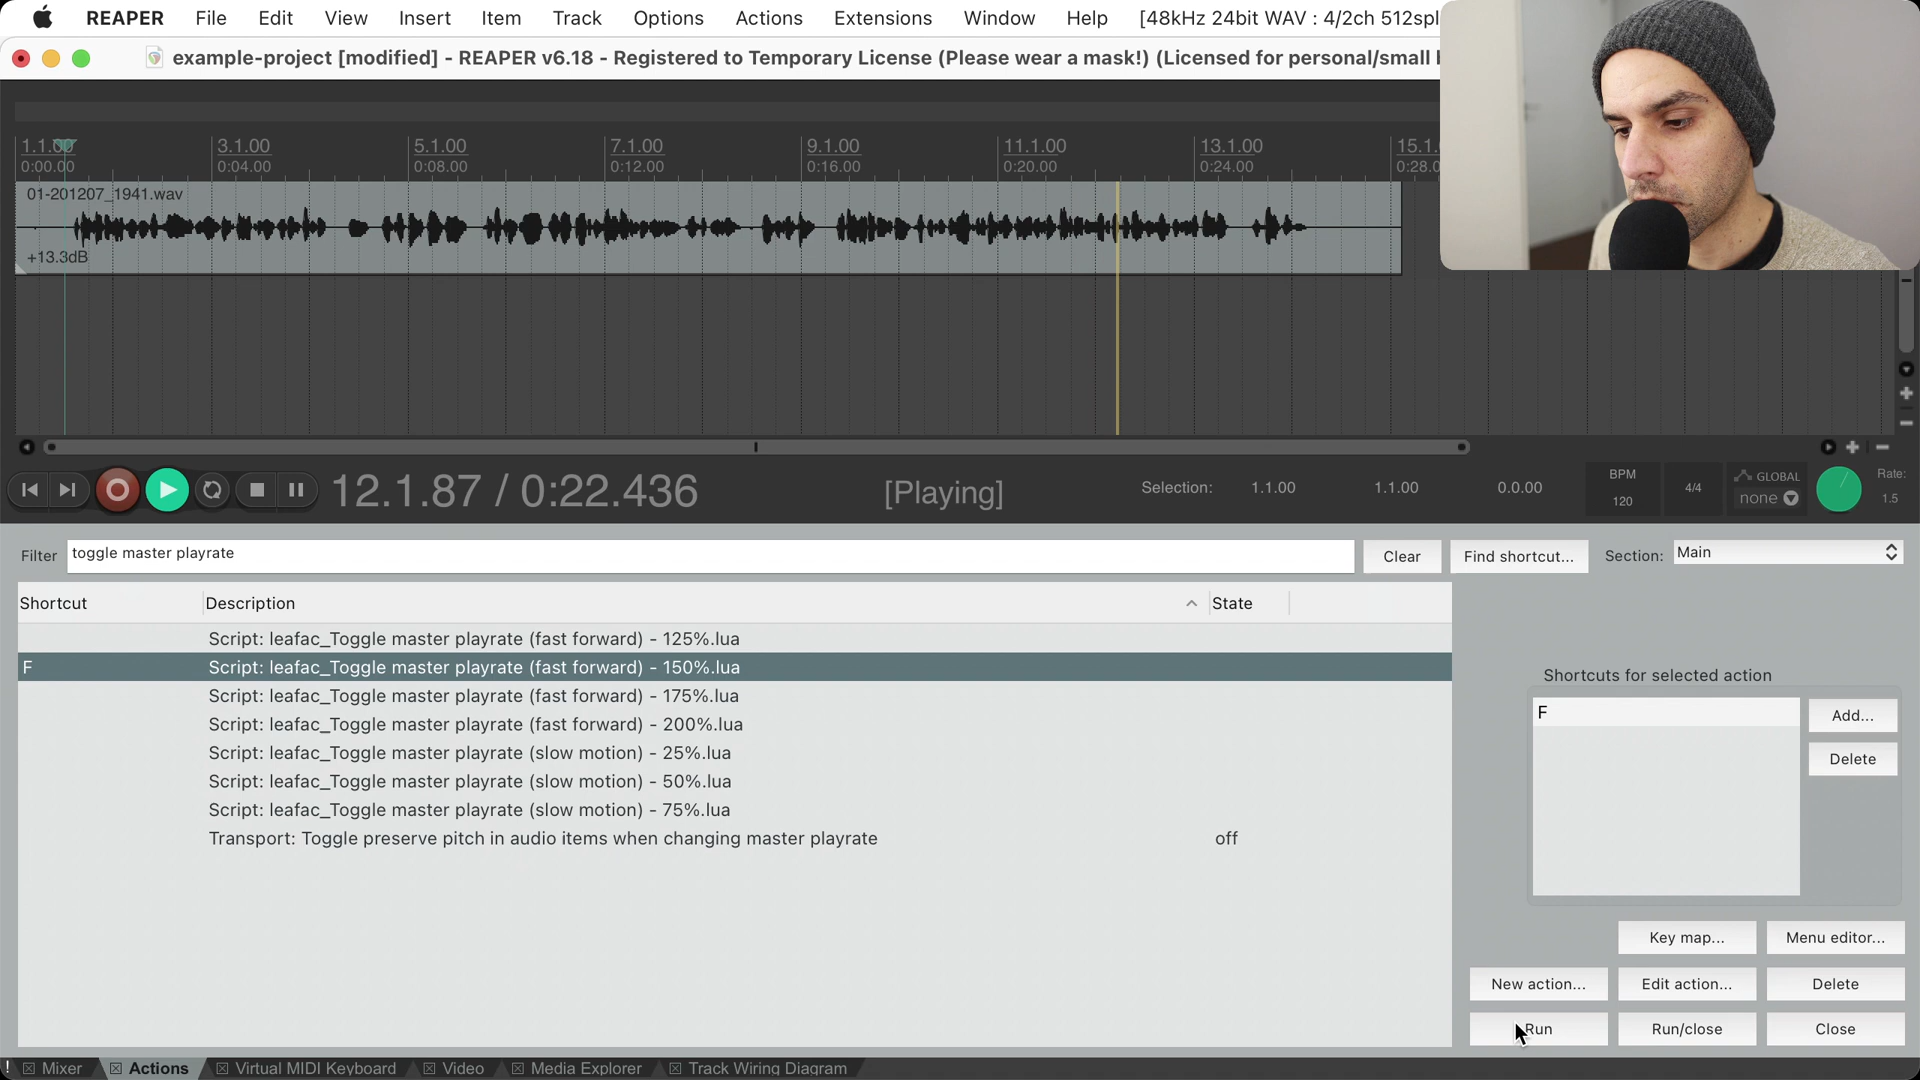 REAPER File Edit View Insert Item Track Options Actions Extensions Window Help [48kHz 24bit WAV : 4/2ch 512spl
example-project [modified] - REAPER v6.18 - Registered to Temporary License (Please wear a mask!) (Licensed for personal/small
1.1.00 3.1.00 5.1.00 7.1.00 9.1.00 11.1.00 13.1.00 15.1.
0:00.00 0:04.00 0:08.00 0:12.00 0:16.00 0:20.00 0:24.00 0:28.0
01-201207_1941.wav
+13.3dB
12.1.87 / 0:22.436 [Playing] Selection: 1.1.00 1.1.00 0.0.00
BPM
120
4/4
GLOBAL
none
Rate:
1.5
Filter toggle master playrate Clear Find shortcut... Section: Main
Shortcut Description State
Script: leafac_Toggle master playrate (fast forward) - 125%.lua
F Script: leafac_Toggle master playrate (fast forward) - 150%.lua
Script: leafac_Toggle master playrate (fast forward) - 175%.lua
Script: leafac_Toggle master playrate (fast forward) - 200%.lua
Script: leafac_Toggle master playrate (slow motion) - 25%.lua
Script: leafac_Toggle master playrate (slow motion) - 50%.lua
Script: leafac_Toggle master playrate (slow motion) - 75%.lua
Transport: Toggle preserve pitch in audio items when changing master playrate off
Shortcuts for selected action
F
Add...
Delete
Key map... Menu editor...
New action... Edit action... Delete
Run Run/close Close
! Mixer Actions Virtual MIDI Keyboard Video Media Explorer Track Wiring Diagram